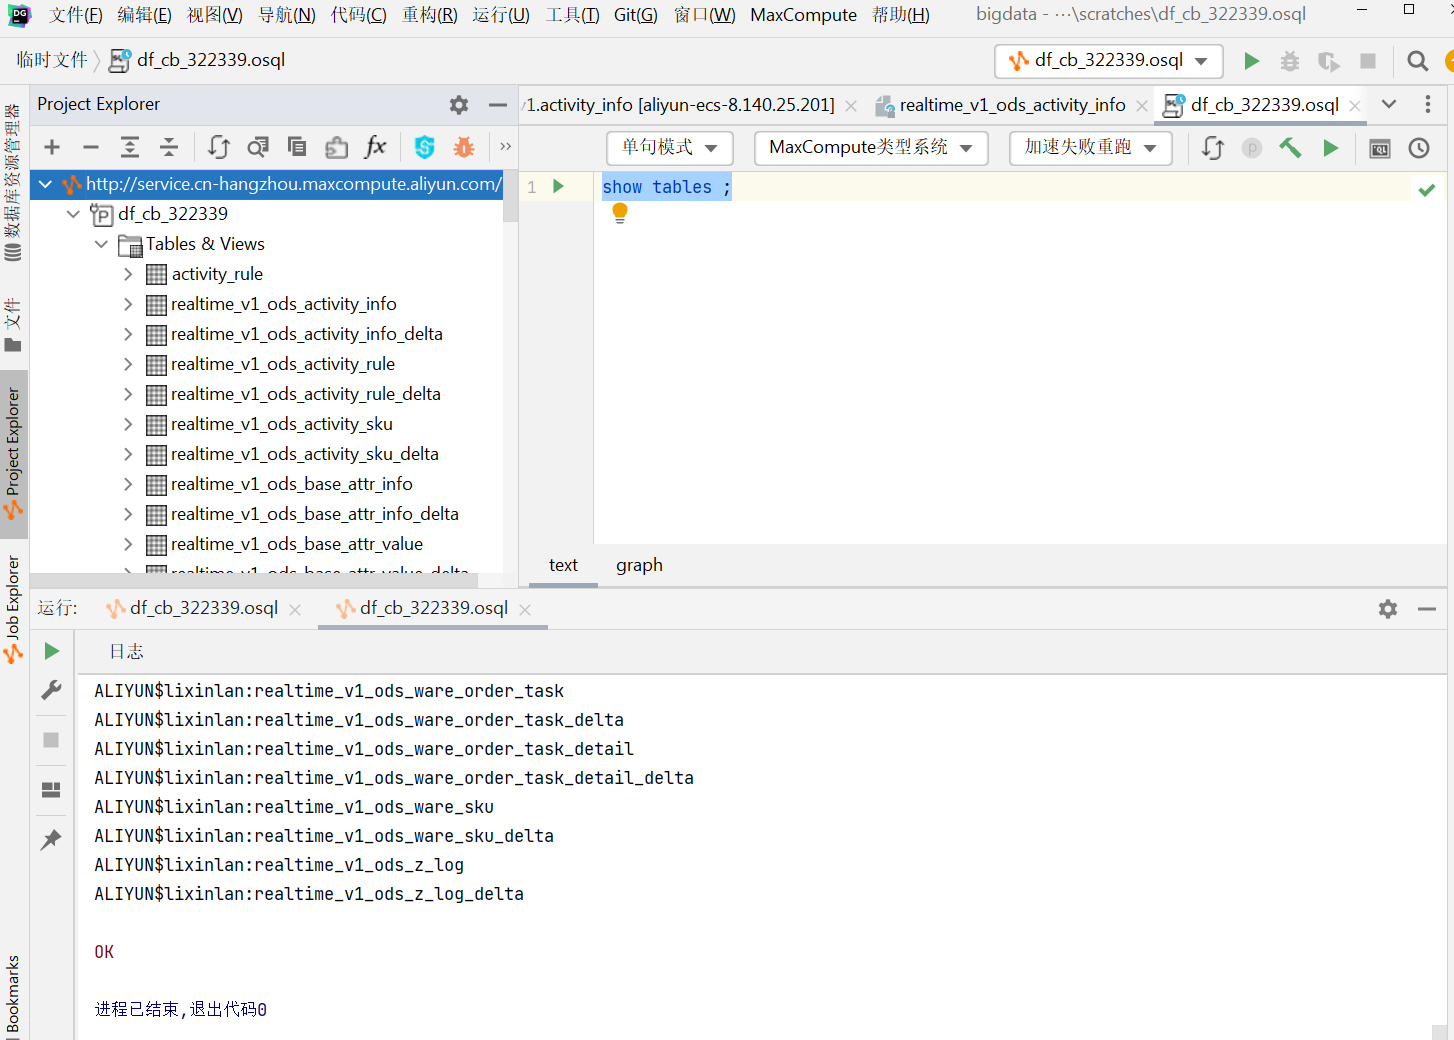 DG 文件(F) 编辑(E) 视图(V) 导航(N) 代码(C) 重构(R) 运行(U) 工具(T) Git(G) 窗口(W) MaxCompute 帮助(H) bigdata - ...\scratches\df_cb_322339.osql
临时文件 df_cb_322339.osql
df_cb_322339.osql
数据库资源管理器
文件
Project Explorer
Job Explorer
Bookmarks
Project Explorer
v1.activity_info [aliyun-ecs-8.140.25.201] realtime_v1_ods_activity_info df_cb_322339.osql
fx
单句模式 MaxCompute类型系统 加速失败重跑
http://service.cn-hangzhou.maxcompute.aliyun.com/
df_cb_322339
Tables & Views
activity_rule
realtime_v1_ods_activity_info
realtime_v1_ods_activity_info_delta
realtime_v1_ods_activity_rule
realtime_v1_ods_activity_rule_delta
realtime_v1_ods_activity_sku
realtime_v1_ods_activity_sku_delta
realtime_v1_ods_base_attr_info
realtime_v1_ods_base_attr_info_delta
realtime_v1_ods_base_attr_value
realtime_v1_ods_base_attr_value_delta
1 show tables ;
text graph
运行: df_cb_322339.osql df_cb_322339.osql
日志
ALIYUN$lixinlan:realtime_v1_ods_ware_order_task
ALIYUN$lixinlan:realtime_v1_ods_ware_order_task_delta
ALIYUN$lixinlan:realtime_v1_ods_ware_order_task_detail
ALIYUN$lixinlan:realtime_v1_ods_ware_order_task_detail_delta
ALIYUN$lixinlan:realtime_v1_ods_ware_sku
ALIYUN$lixinlan:realtime_v1_ods_ware_sku_delta
ALIYUN$lixinlan:realtime_v1_ods_z_log
ALIYUN$lixinlan:realtime_v1_ods_z_log_delta
OK
进程已结束,退出代码0